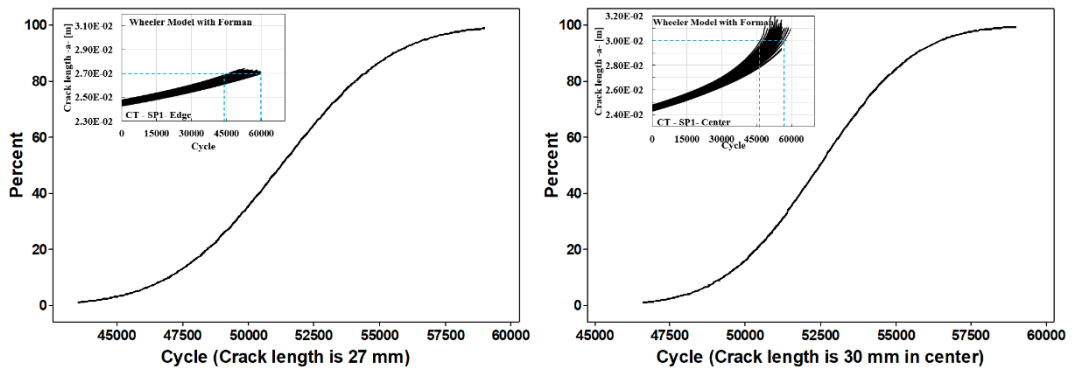 Wheeler Model with Forman
Crack length -a- [m]
3.10E-02
2.90E-02
2.70E-02
2.50E-02
2.30E-02
CT - SP1- Edge
0 15000 30000 45000 60000
Cycle
Percent
100
80
60
40
20
0
45000 47500 50000 52500 55000 57500 60000
Cycle (Crack length is 27 mm)
Wheeler Model with Forman
Crack length -a- [m]
3.20E-02
3.00E-02
2.80E-02
2.60E-02
2.40E-02
CT - SP1- Center
0 15000 30000 45000 60000
Cycle
Percent
100
80
60
40
20
0
45000 47500 50000 52500 55000 57500 60000
Cycle (Crack length is 30 mm in center)